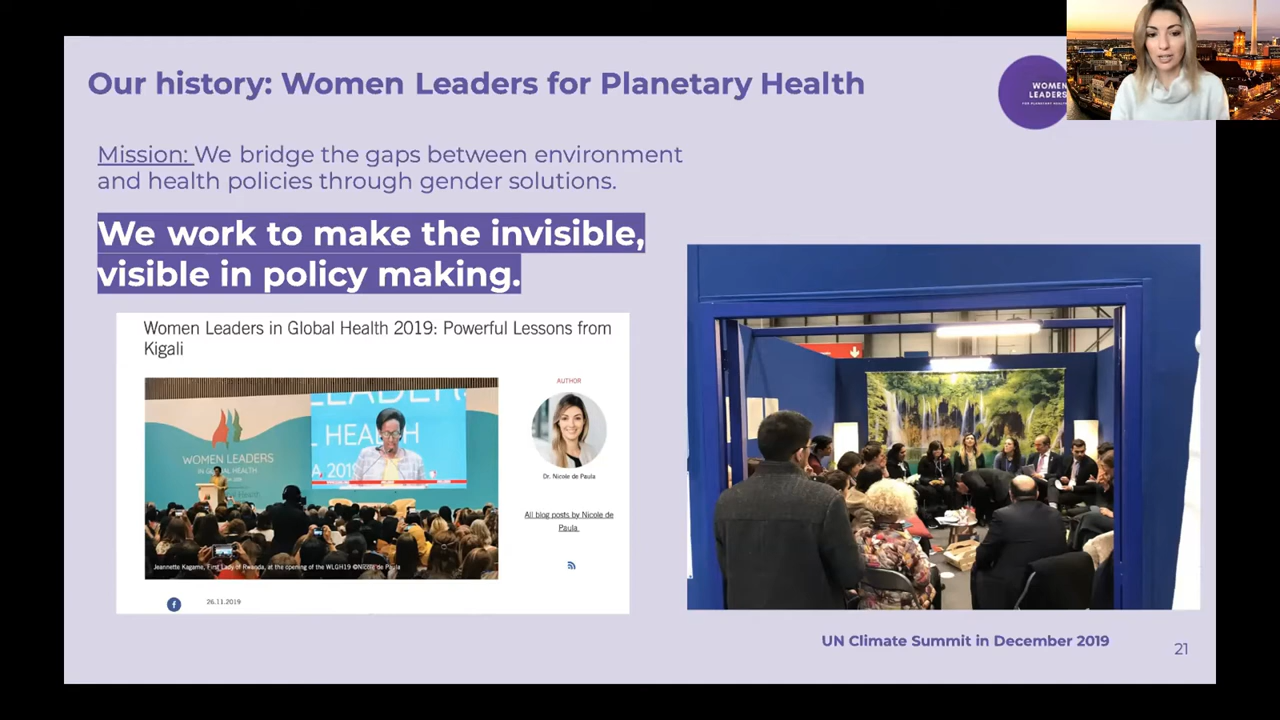 Our history: Women Leaders for Planetary Health
WOMEN
LEADERS
FOR PLANETARY HEALTH
Mission: We bridge the gaps between environment
and health policies through gender solutions.
We work to make the invisible,
visible in policy making.
Women Leaders in Global Health 2019: Powerful Lessons from
Kigali
WOMEN LEADERS
IN GLOBAL HEALTH
AUTHOR
Dr. Nicole de Paula
All blog posts by Nicole de
Paula
Jeannette Kagame, First Lady of Rwanda, at the opening of the WLGH19 ©Nicole de Paula
f
26.11.2019
UN Climate Summit in December 2019
21